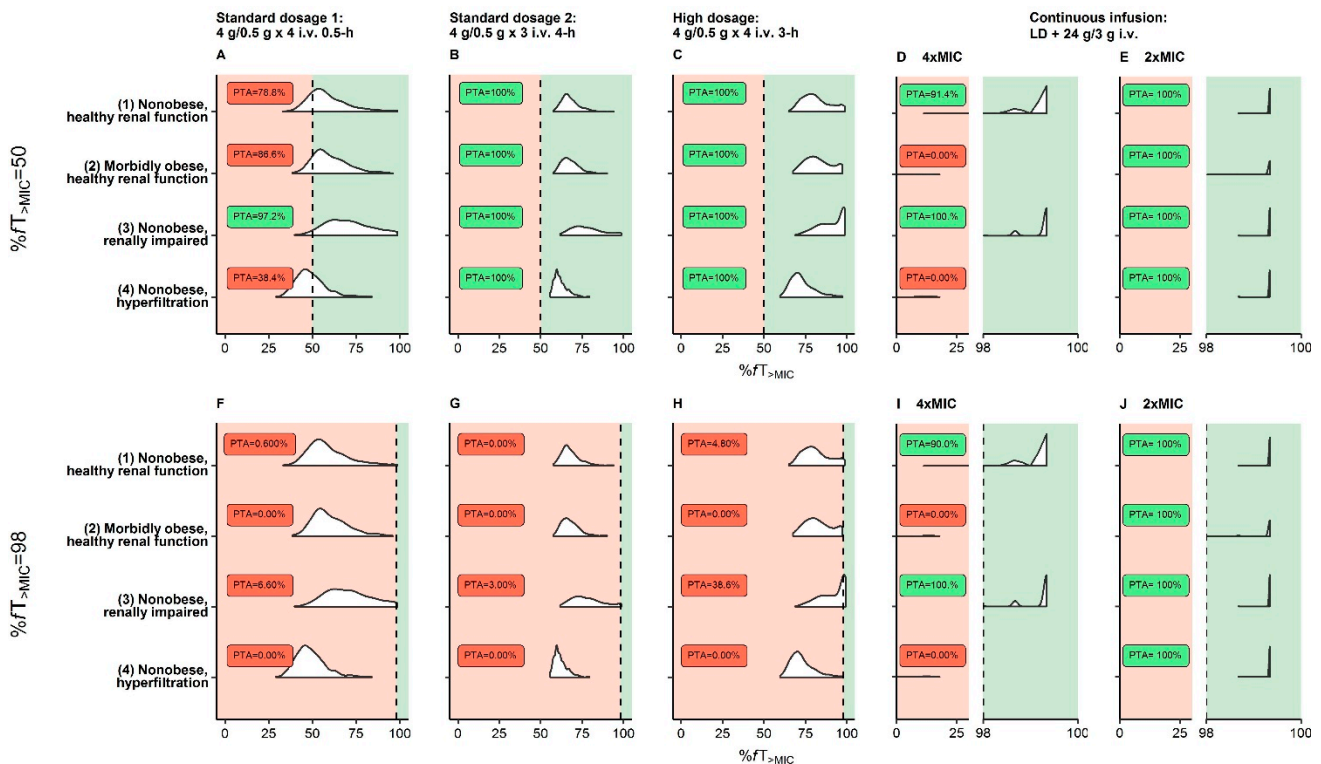 Standard dosage 1:
4 g/0.5 g x 4 i.v. 0.5-h
Standard dosage 2:
4 g/0.5 g x 3 i.v. 4-h
High dosage:
4 g/0.5 g x 4 i.v. 3-h
Continuous infusion:
LD + 24 g/3 g i.v.
A
B
C
D 4xMIC
E 2xMIC
%fT>MIC=50
(1) Nonobese,
healthy renal function
PTA=78.8%
PTA=100%
PTA=100%
PTA=91.4%
PTA= 100%
(2) Morbidly obese,
healthy renal function
PTA=86.6%
PTA=100%
PTA=100%
PTA=0.00%
PTA= 100%
(3) Nonobese,
renally impaired
PTA=97.2%
PTA=100%
PTA=100%
PTA=100.%
PTA= 100%
(4) Nonobese,
hyperfiltration
PTA=38.4%
PTA=100%
PTA=100%
PTA=0.00%
PTA= 100%
0 25 50 75 100
0 25 50 75 100
0 25 50 75 100
0 25 98 100
0 25 98 100
%fT>MIC
F
G
H
I 4xMIC
J 2xMIC
%fT>MIC=98
(1) Nonobese,
healthy renal function
PTA=0.600%
PTA=0.00%
PTA=4.80%
PTA=90.0%
PTA= 100%
(2) Morbidly obese,
healthy renal function
PTA=0.00%
PTA=0.00%
PTA=0.00%
PTA=0.00%
PTA= 100%
(3) Nonobese,
renally impaired
PTA=6.60%
PTA=3.00%
PTA=38.6%
PTA=100.%
PTA= 100%
(4) Nonobese,
hyperfiltration
PTA=0.00%
PTA=0.00%
PTA=0.00%
PTA=0.00%
PTA= 100%
0 25 50 75 100
0 25 50 75 100
0 25 50 75 100
0 25 98 100
0 25 98 100
%fT>MIC